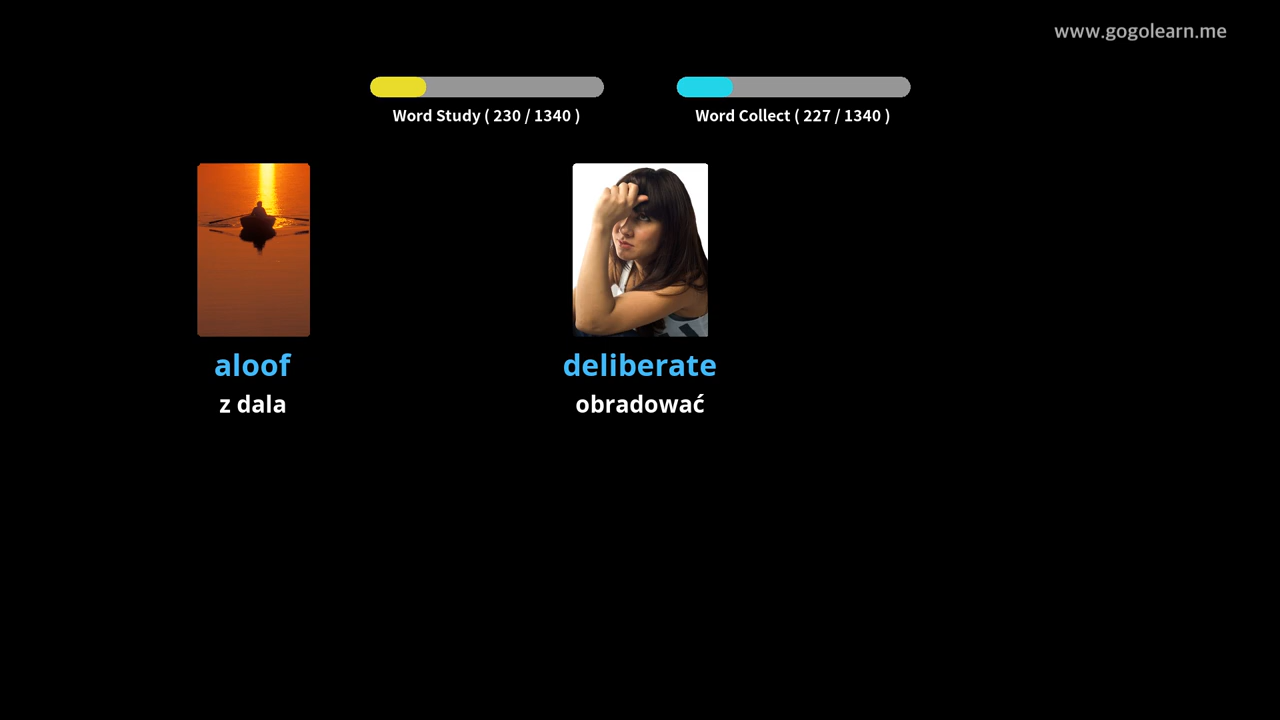 www.gogolearn.me
Word Study ( 230 / 1340 )
Word Collect ( 227 / 1340 )
aloof
z dala
deliberate
obradować